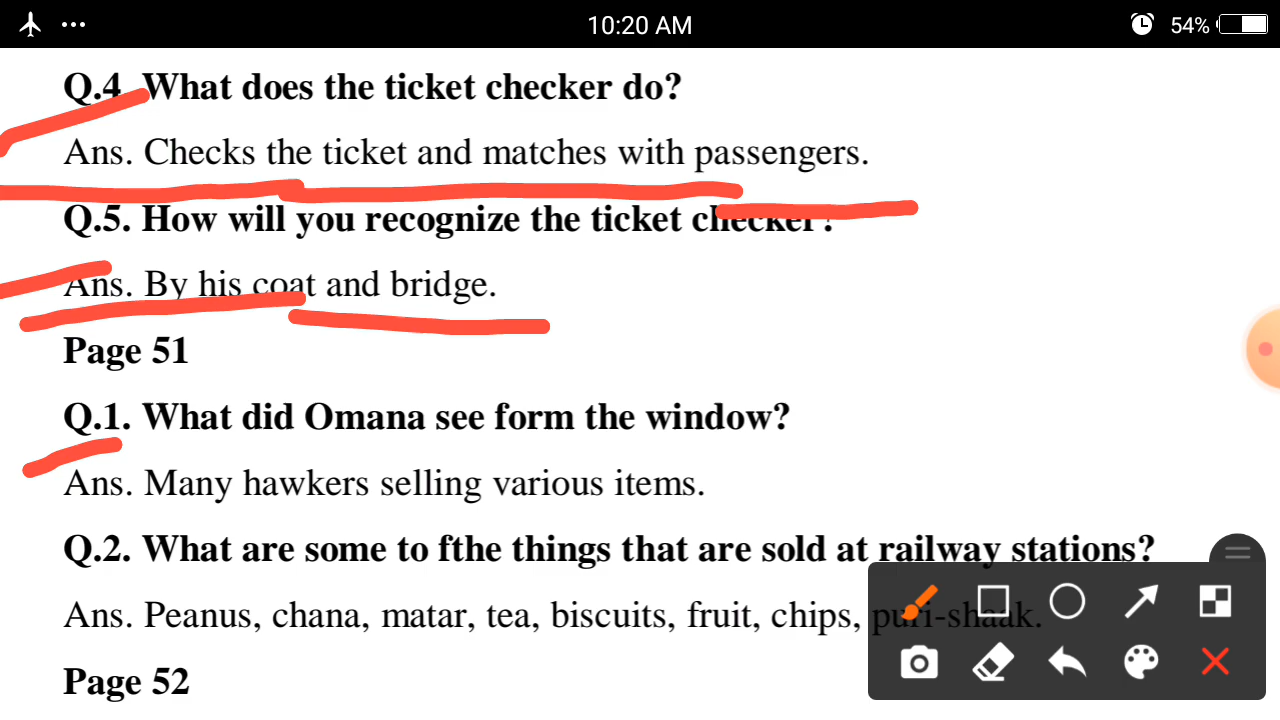 10:20 AM
54%
Q.4. What does the ticket checker do?
Ans. Checks the ticket and matches with passengers.
Q.5. How will you recognize the ticket checker?
Ans. By his coat and bridge.
Page 51
Q.1. What did Omana see form the window?
Ans. Many hawkers selling various items.
Q.2. What are some to fthe things that are sold at railway stations?
Ans. Peanus, chana, matar, tea, biscuits, fruit, chips, puri-shaak.
Page 52